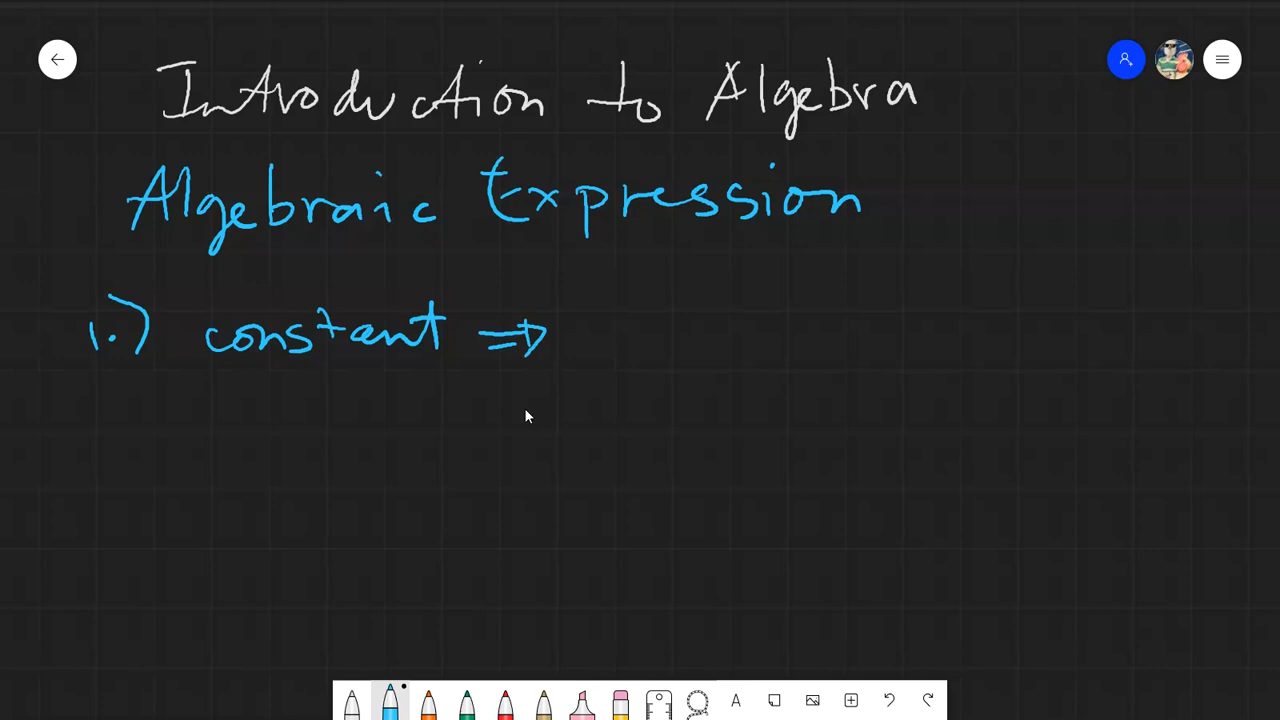 Introduction to Algebra
Algebraic Expression
1.) constant ⇒
A